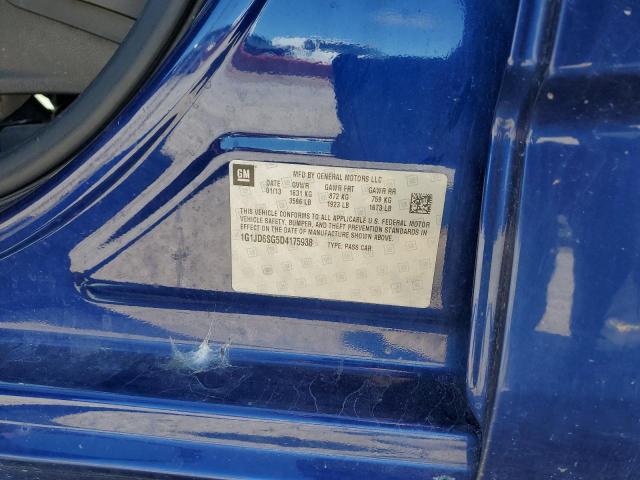 GM
MFD BY GENERAL MOTORS LLC
DATE GVWR GAWR FRT GAWR RR
01/13 1631 KG 872 KG 759 KG
3596 LB 1923 LB 1673 LB
THIS VEHICLE CONFORMS TO ALL APPLICABLE U.S. FEDERAL MOTOR
VEHICLE SAFETY, BUMPER, AND THEFT PREVENTION STANDARDS
IN EFFECT ON THE DATE OF MANUFACTURE SHOWN ABOVE.
1G1JD6SG5D4175938 TYPE: PASS CAR